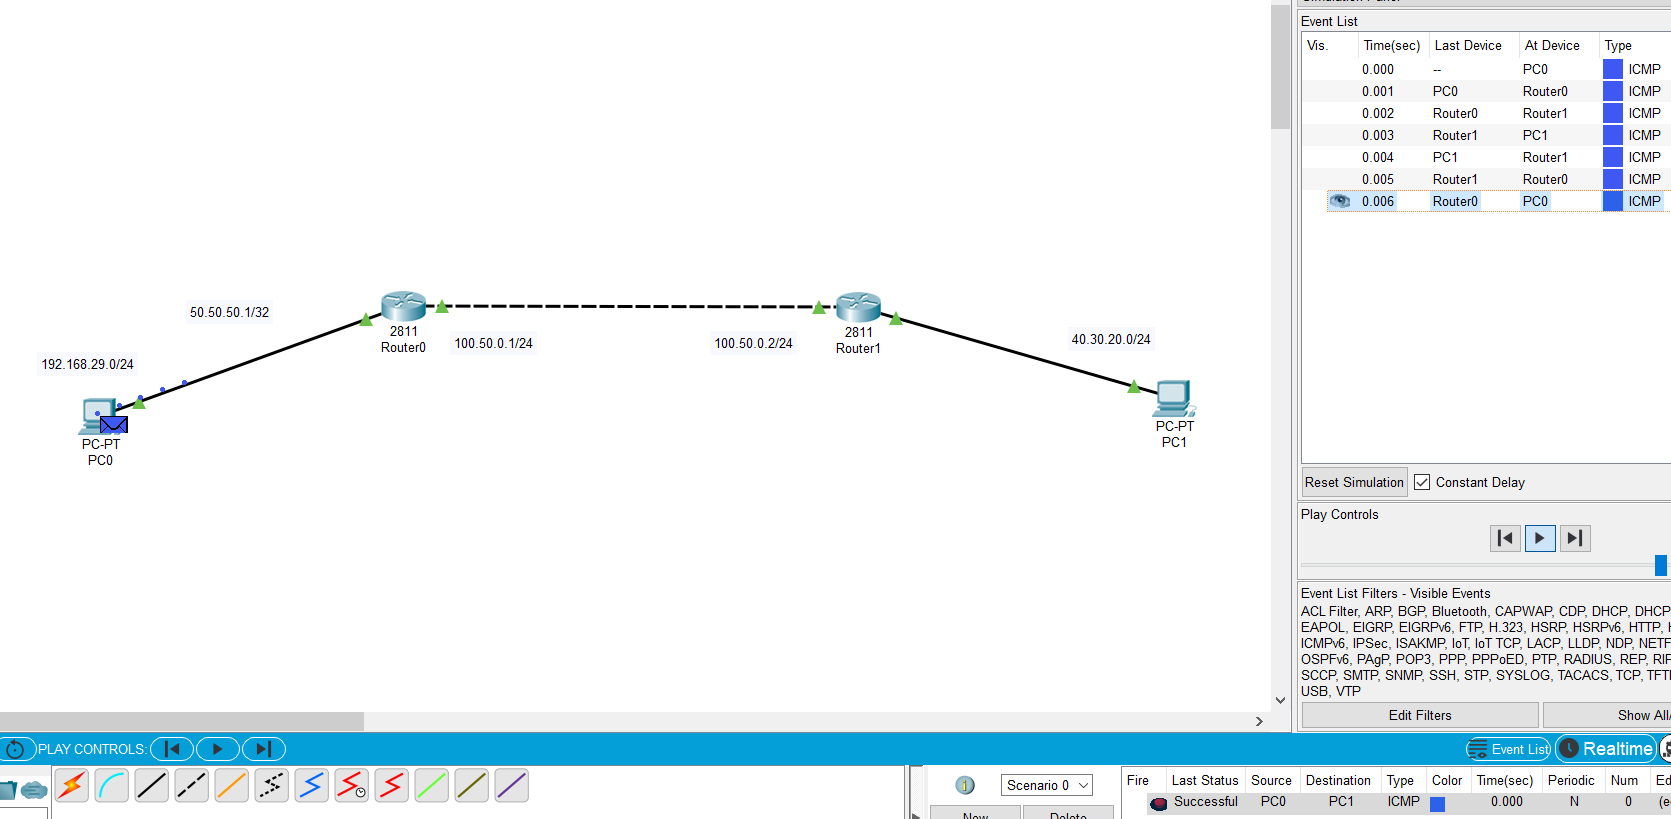 Event List
Vis. Time(sec) Last Device At Device Type
0.000 -- PC0 ICMP
0.001 PC0 Router0 ICMP
0.002 Router0 Router1 ICMP
0.003 Router1 PC1 ICMP
0.004 PC1 Router1 ICMP
0.005 Router1 Router0 ICMP
0.006 Router0 PC0 ICMP
50.50.50.1/32
192.168.29.0/24
2811
Router0
100.50.0.1/24
100.50.0.2/24
2811
Router1
40.30.20.0/24
PC-PT
PC0
PC-PT
PC1
Reset Simulation Constant Delay
Play Controls
Event List Filters - Visible Events
ACL Filter, ARP, BGP, Bluetooth, CAPWAP, CDP, DHCP, DHCP
EAPOL, EIGRP, EIGRPv6, FTP, H.323, HSRP, HSRPv6, HTTP,
ICMPv6, IPSec, ISAKMP, IoT, IoT TCP, LACP, LLDP, NDP, NETF
OSPFv6, PAgP, POP3, PPP, PPPoED, PTP, RADIUS, REP, RIP
SCCP, SMTP, SNMP, SSH, STP, SYSLOG, TACACS, TCP, TFT
USB, VTP
Edit Filters Show All/
PLAY CONTROLS: Event List Realtime
Scenario 0
New Delete
Fire Last Status Source Destination Type Color Time(sec) Periodic Num Ed
Successful PC0 PC1 ICMP 0.000 N 0 (e